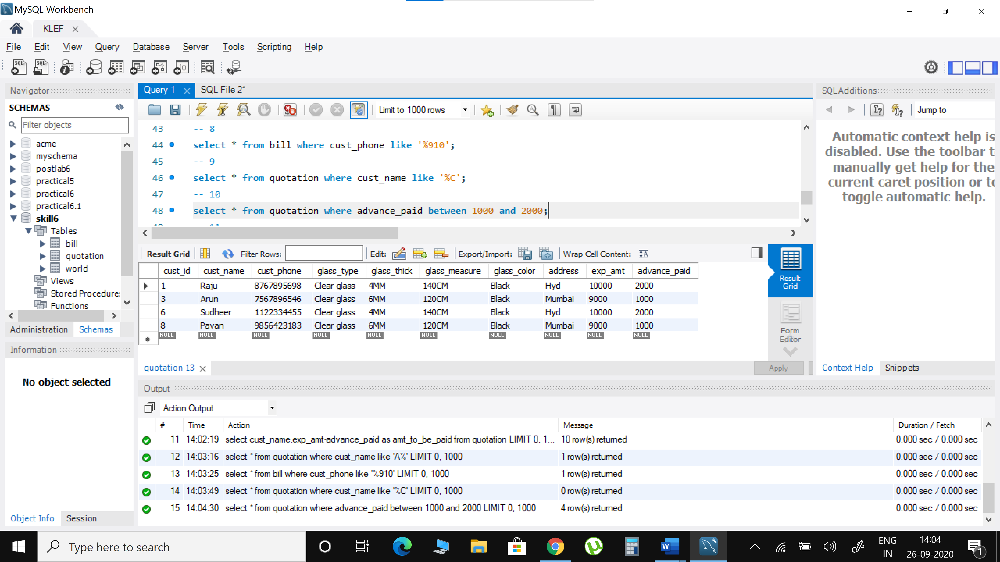 MySQL Workbench
KLEF
File Edit View Query Database Server Tools Scripting Help
Navigator
SCHEMAS
Filter objects
acme
myschema
postlab6
practical5
practical6
practical6.1
skill6
Tables
bill
quotation
world
Views
Stored Procedures
Functions
Administration Schemas
Information
No object selected
Object Info Session
Query 1 SQL File 2*
Limit to 1000 rows
43 -- 8
44 select * from bill where cust_phone like '%910';
45 -- 9
46 select * from quotation where cust_name like '%C';
47 -- 10
48 select * from quotation where advance_paid between 1000 and 2000;
49 -- 11
Result Grid Filter Rows: Edit: Export/Import: Wrap Cell Content:
cust_id cust_name cust_phone glass_type glass_thick glass_measure glass_color address exp_amt advance_paid
1 Raju 8767895698 Clear glass 4MM 140CM Black Hyd 10000 2000
3 Arun 7567896546 Clear glass 6MM 120CM Black Mumbai 9000 1000
6 Sudheer 1122334455 Clear glass 4MM 140CM Black Hyd 10000 2000
8 Pavan 9856423183 Clear glass 6MM 120CM Black Mumbai 9000 1000
NULL NULL NULL NULL NULL NULL NULL NULL NULL NULL
Result
Grid
Form
Editor
quotation 13
Apply
SQLAdditions
Jump to
Automatic context help is
disabled. Use the toolbar to
manually get help for the
current caret position or to
toggle automatic help.
Context Help Snippets
Output
Action Output
# Time Action Message Duration / Fetch
11 14:02:19 select cust_name,exp_amt-advance_paid as amt_to_be_paid from quotation LIMIT 0, 1... 10 row(s) returned 0.000 sec / 0.000 sec
12 14:03:16 select * from quotation where cust_name like 'A%' LIMIT 0, 1000 1 row(s) returned 0.000 sec / 0.000 sec
13 14:03:25 select * from bill where cust_phone like '%910' LIMIT 0, 1000 1 row(s) returned 0.000 sec / 0.000 sec
14 14:03:49 select * from quotation where cust_name like '%C' LIMIT 0, 1000 0 row(s) returned 0.000 sec / 0.000 sec
15 14:04:30 select * from quotation where advance_paid between 1000 and 2000 LIMIT 0, 1000 4 row(s) returned 0.000 sec / 0.000 sec
Type here to search
ENG
IN
14:04
26-09-2020
1